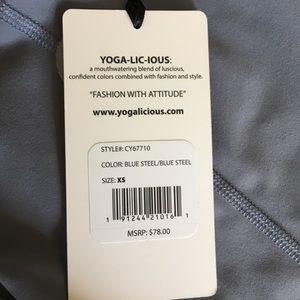 YOGA-LIC-IOUS:
a mouthwatering blend of luscious,
confident colors combined with fashion and style.
"FASHION WITH ATTITUDE"
www.yogalicious.com
STYLE#: CY67710
COLOR: BLUE STEEL/BLUE STEEL
SIZE: XS
1 91244 21016 1
MSRP: $78.00